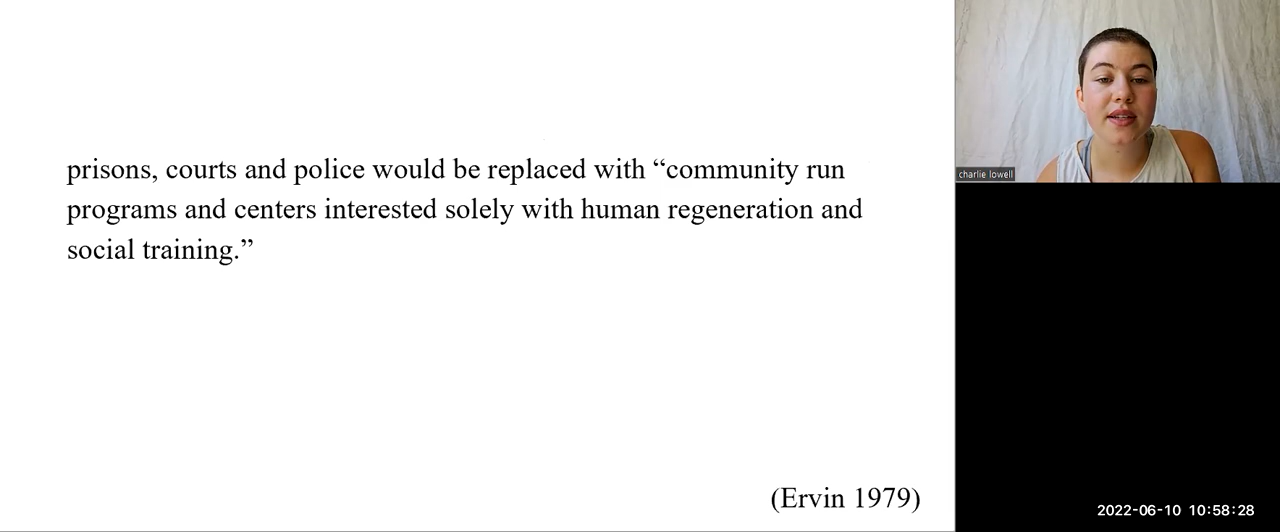 prisons, courts and police would be replaced with “community run
programs and centers interested solely with human regeneration and
social training.”
(Ervin 1979)
charlie lowell
2022-06-10 10:58:28